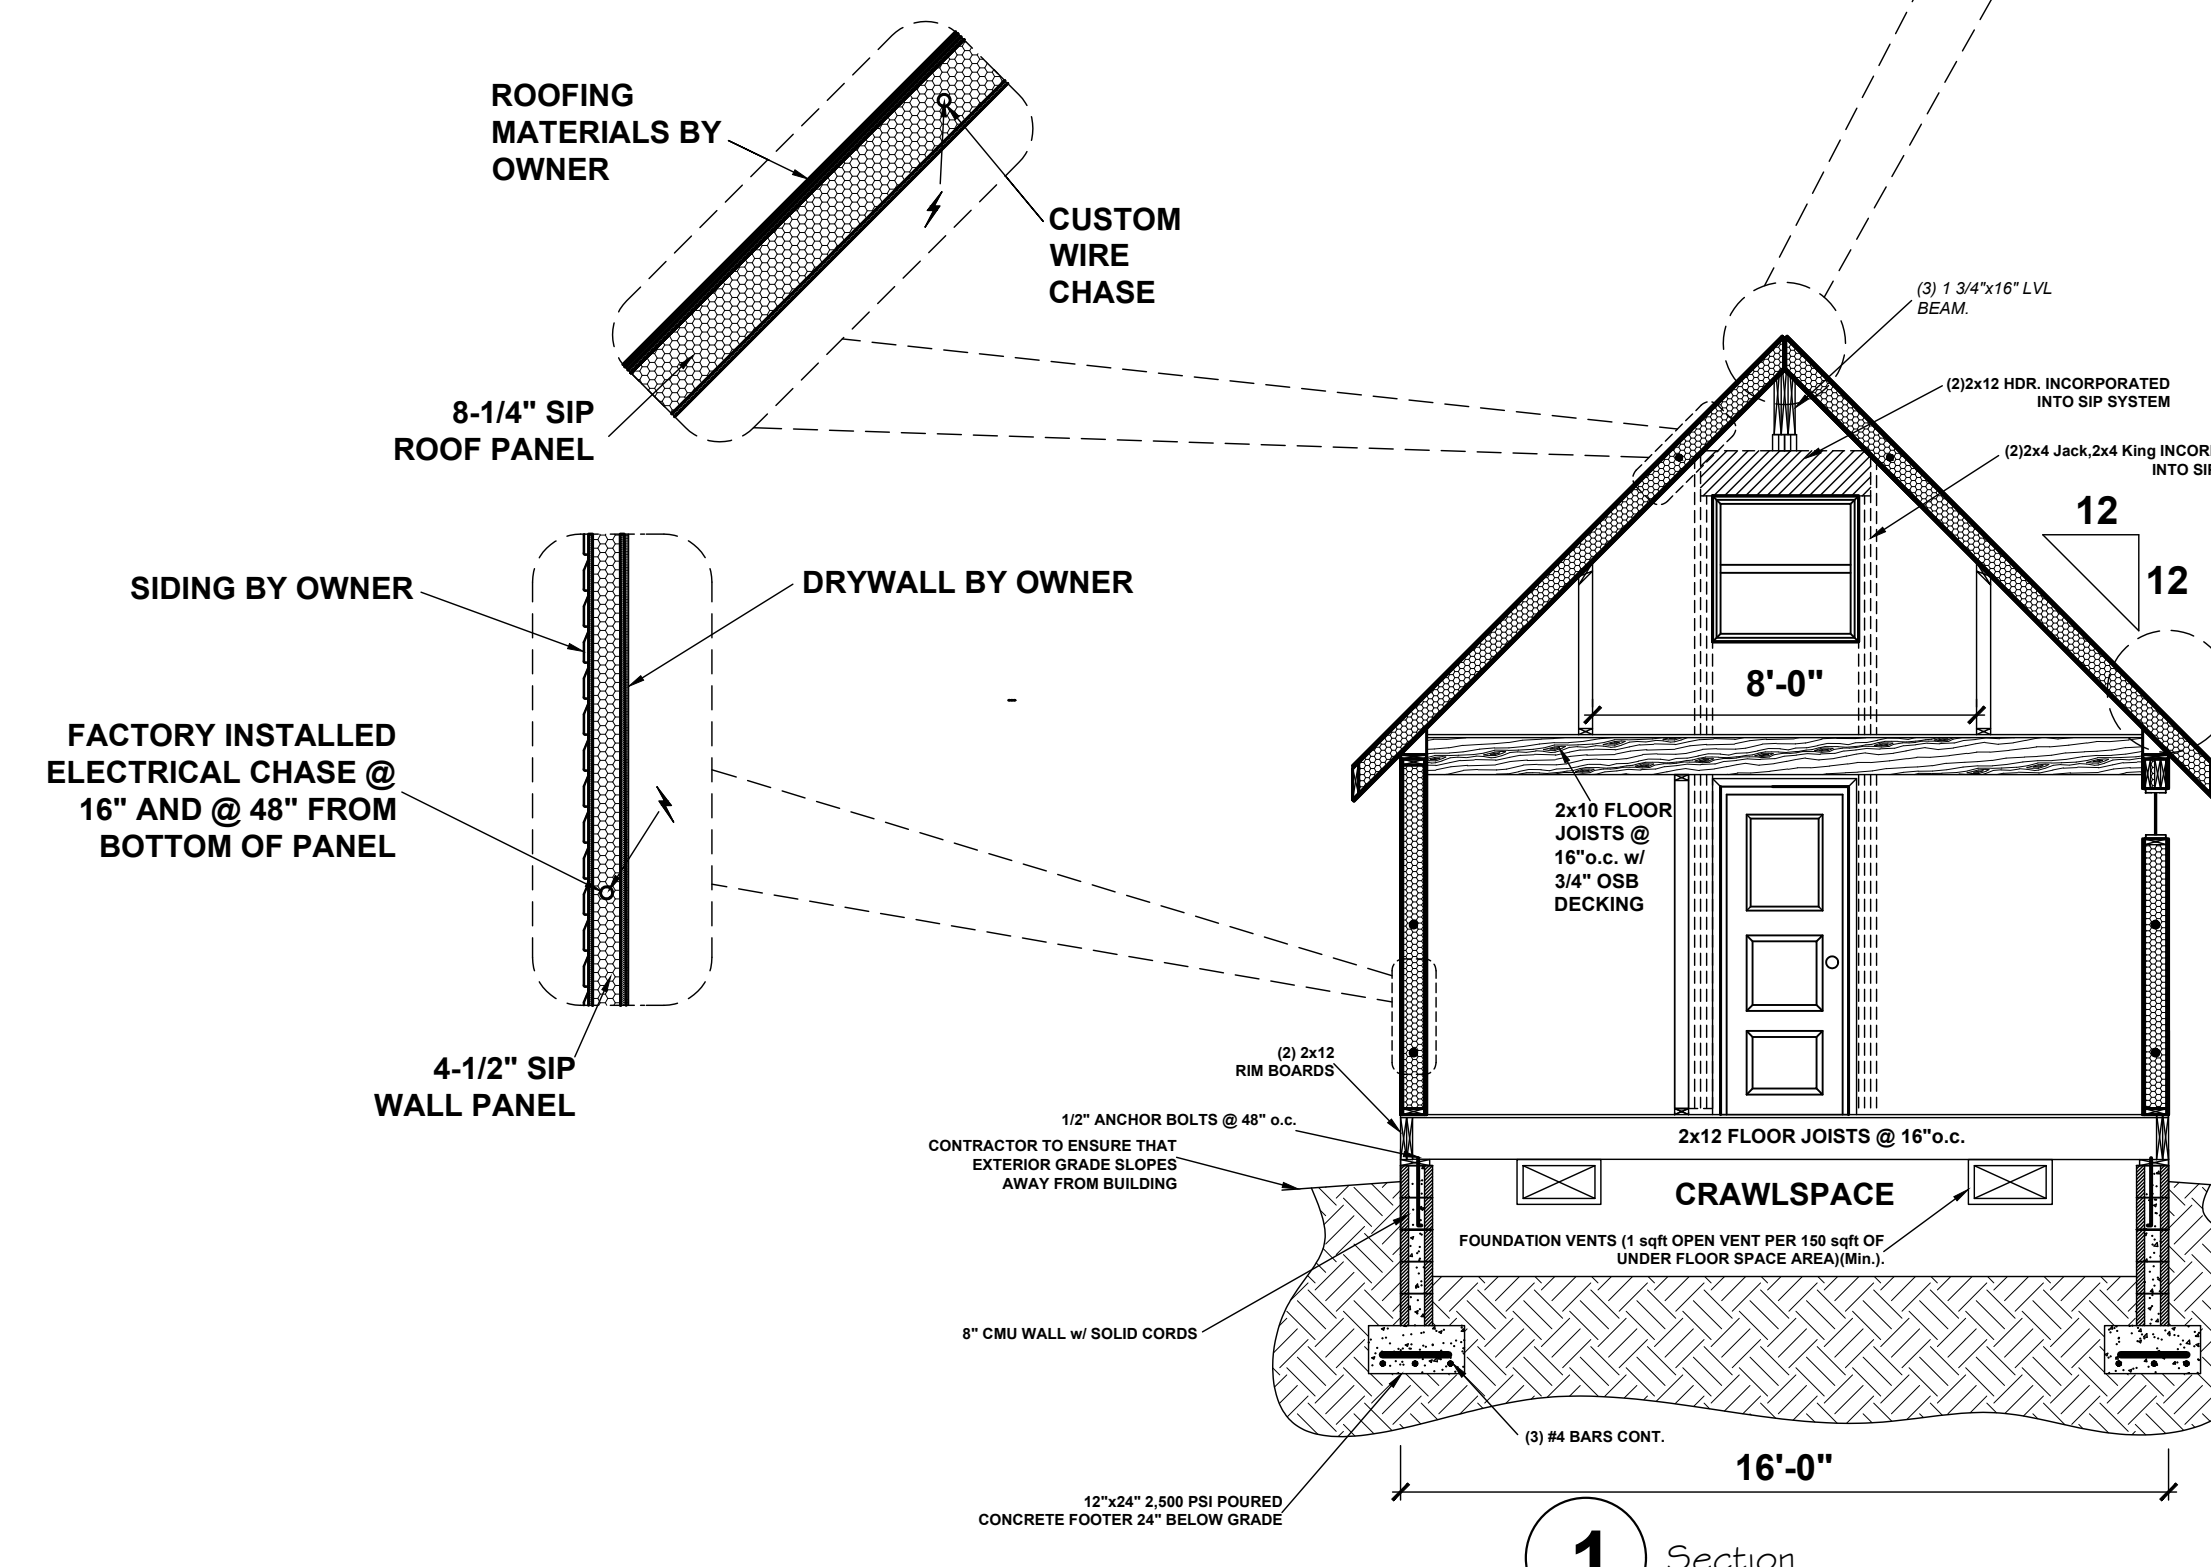 ROOFING
MATERIALS BY
OWNER
CUSTOM
WIRE
CHASE
8-1/4" SIP
ROOF PANEL
(3) 1 3/4"x16" LVL
BEAM.
(2)2x12 HDR. INCORPORATED
INTO SIP SYSTEM
(2)2x4 Jack,2x4 King
INTO
12
12
SIDING BY OWNER
DRYWALL BY OWNER
8'-0"
FACTORY INSTALLED
ELECTRICAL CHASE @
16" AND @ 48" FROM
BOTTOM OF PANEL
2x10 FLOOR
JOISTS @
16"o.c. w/
3/4" OSB
DECKING
4-1/2" SIP
WALL PANEL
(2) 2x12
RIM BOARDS
1/2" ANCHOR BOLTS @ 48" o.c.
CONTRACTOR TO ENSURE THAT
EXTERIOR GRADE SLOPES
AWAY FROM BUILDING
2x12 FLOOR JOISTS @ 16"o.c.
CRAWLSPACE
FOUNDATION VENTS (1 sqft OPEN VENT PER 150 sqft OF
UNDER FLOOR SPACE AREA)(Min.).
8" CMU WALL w/ SOLID CORDS
(3) #4 BARS CONT.
16'-0"
12"x24" 2,500 PSI POURED
CONCRETE FOOTER 24" BELOW GRADE
1
Section